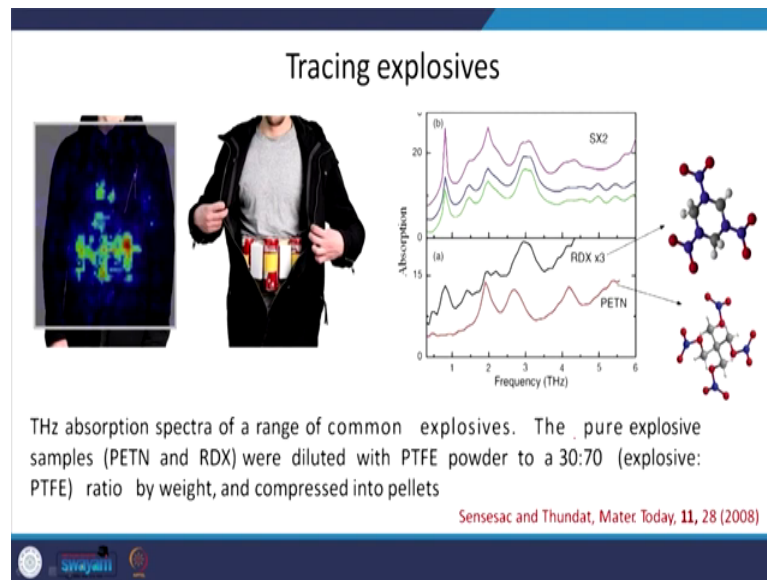 Tracing explosives
(b)
SX2
20
Absorption
(a)
RDX x3
15
PETN
0
1 2 3 4 5 6
Frequency (THz)
THz absorption spectra of a range of common explosives. The pure explosive
samples (PETN and RDX) were diluted with PTFE powder to a 30:70 (explosive:
PTFE) ratio by weight, and compressed into pellets
Sensesac and Thundat, Mater. Today, 11, 28 (2008)
swayam